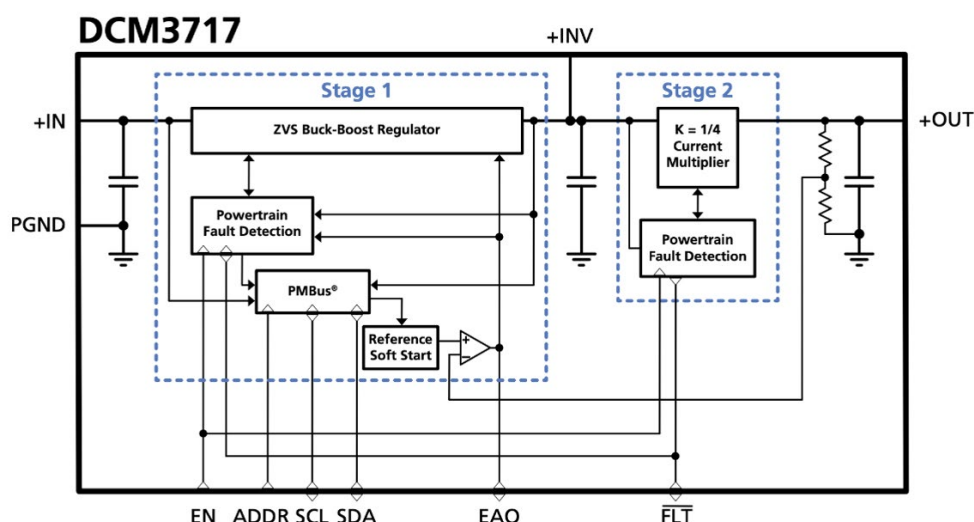 DCM3717
+INV
Stage 1
Stage 2
+IN
ZVS Buck-Boost Regulator
K = 1/4
Current
Multiplier
+OUT
PGND
Powertrain
Fault Detection
Powertrain
Fault Detection
PMBus®
Reference
Soft Start
+
−
EN ADDR SCL SDA EAO FLT